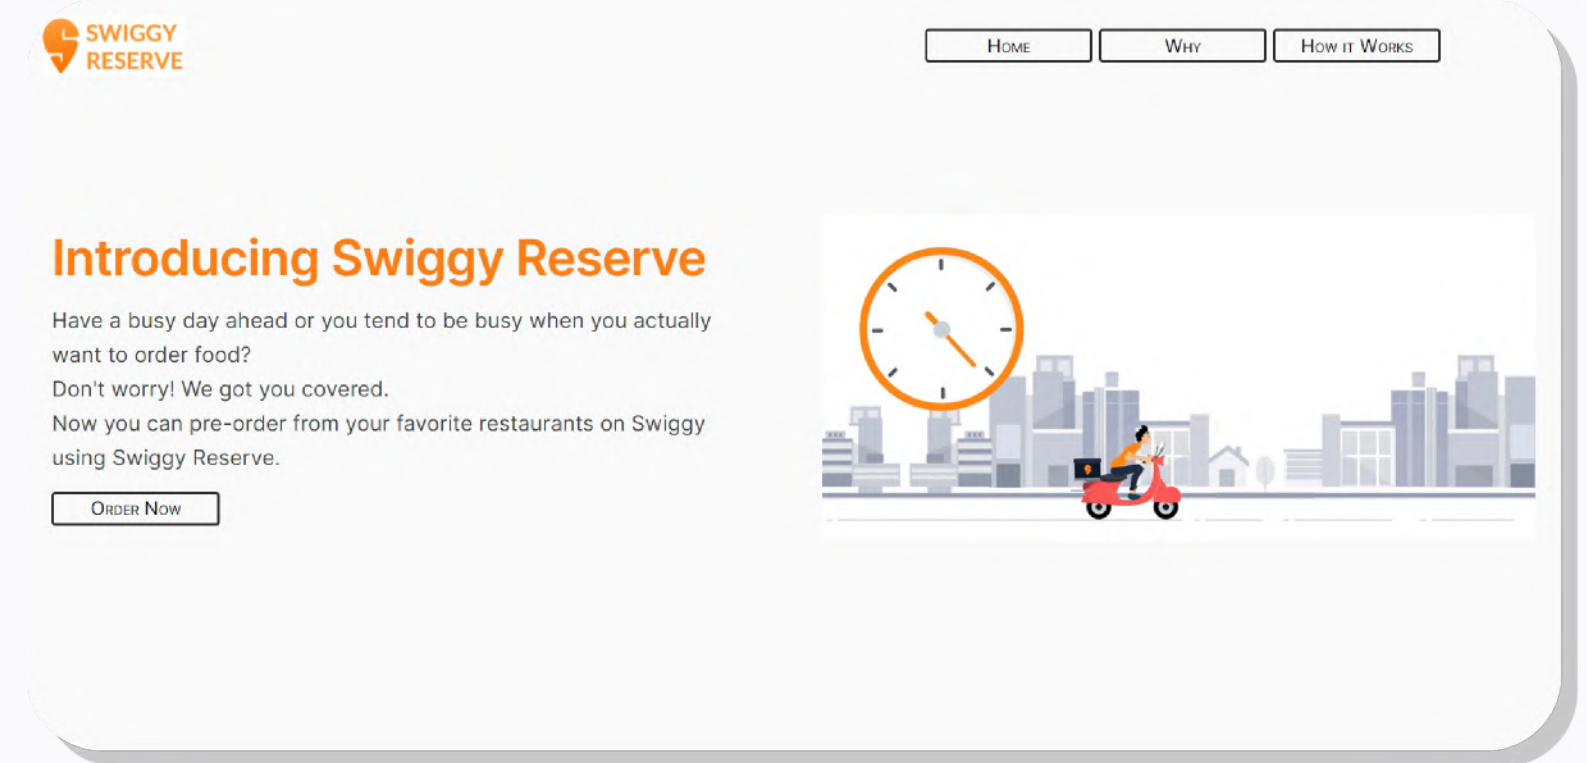 SWIGGY
RESERVE
Home
Why
How it Works
Introducing Swiggy Reserve
Have a busy day ahead or you tend to be busy when you actually
want to order food?
Don't worry! We got you covered.
Now you can pre-order from your favorite restaurants on Swiggy
using Swiggy Reserve.
Order Now